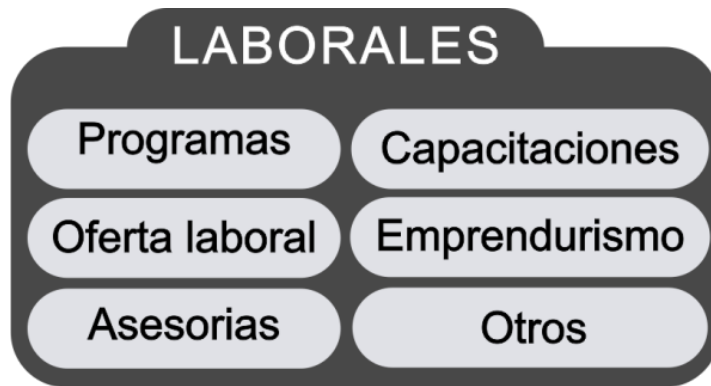 LABORALES
Programas
Capacitaciones
Oferta laboral
Emprendurismo
Asesorias
Otros